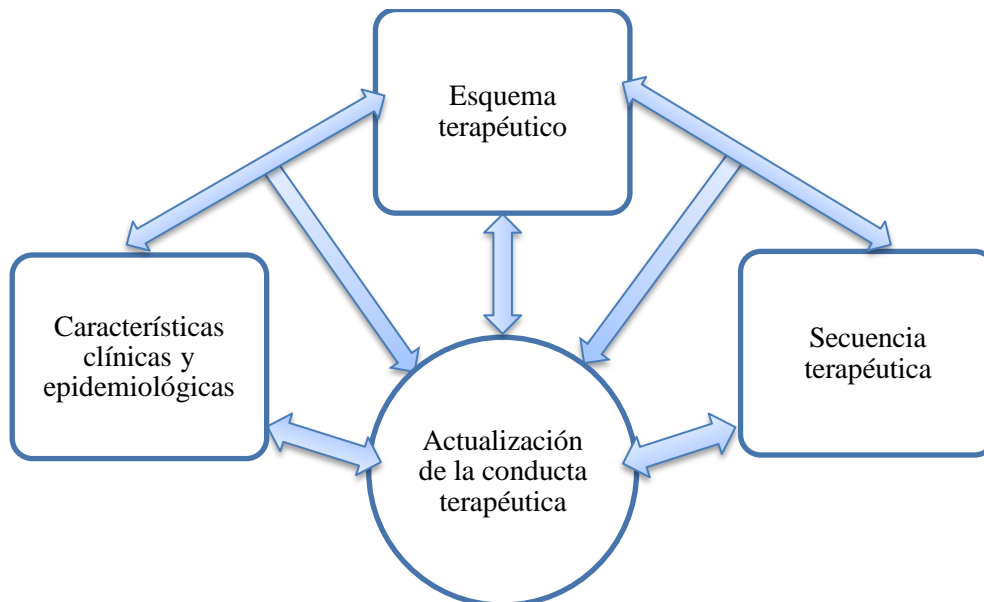 Esquema
terapéutico
Características
clínicas y
epidemiológicas
Secuencia
terapéutica
Actualización
de la conducta
terapéutica